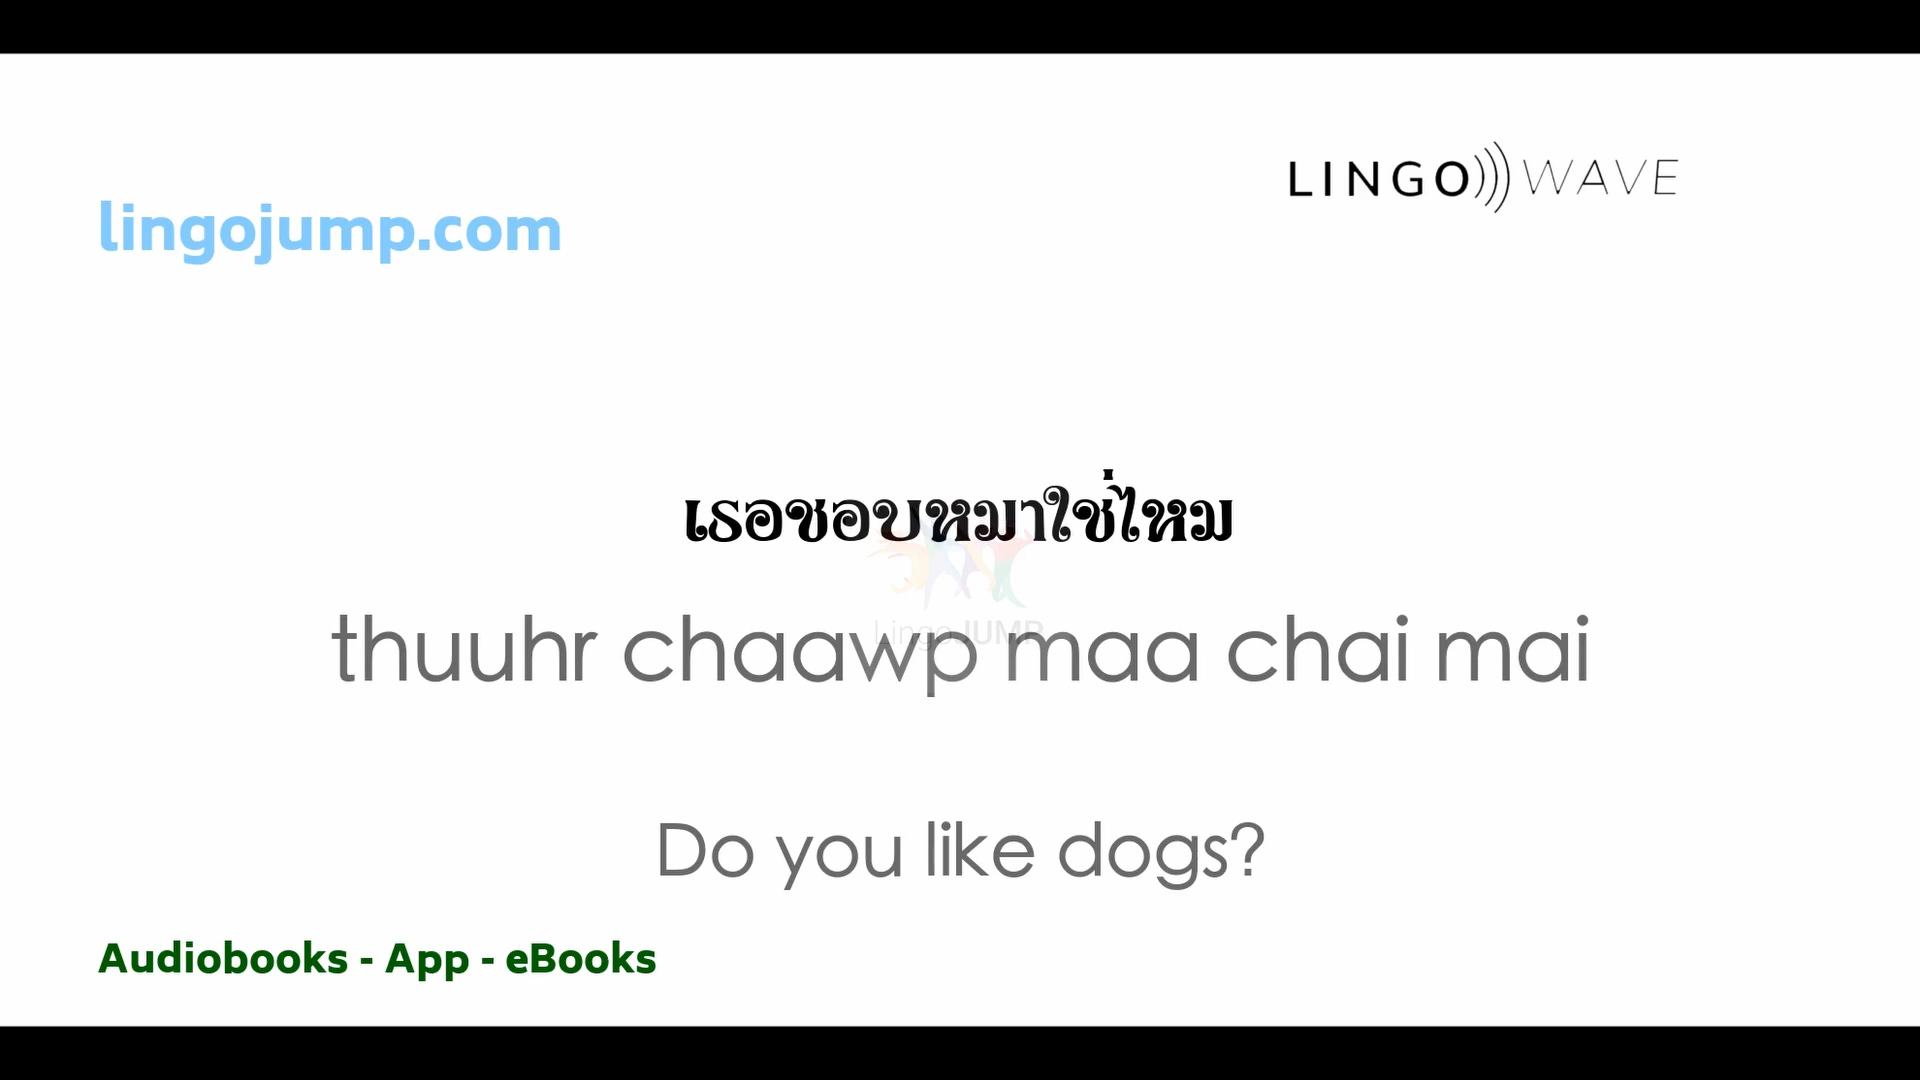 LINGO WAVE
lingojump.com
เธอชอบหมาใช่ไหม
LingoJUMP
thuuhr chaawp maa chai mai
Do you like dogs?
Audiobooks - App - eBooks